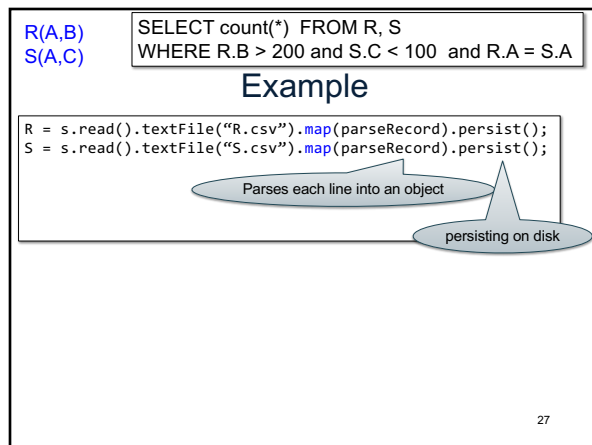 R(A,B)
S(A,C)
SELECT count(*) FROM R, S
WHERE R.B > 200 and S.C < 100 and R.A = S.A
Example
R = s.read().textFile(“R.csv”).map(parseRecord).persist();
S = s.read().textFile(“S.csv”).map(parseRecord).persist();
Parses each line into an object
persisting on disk
27